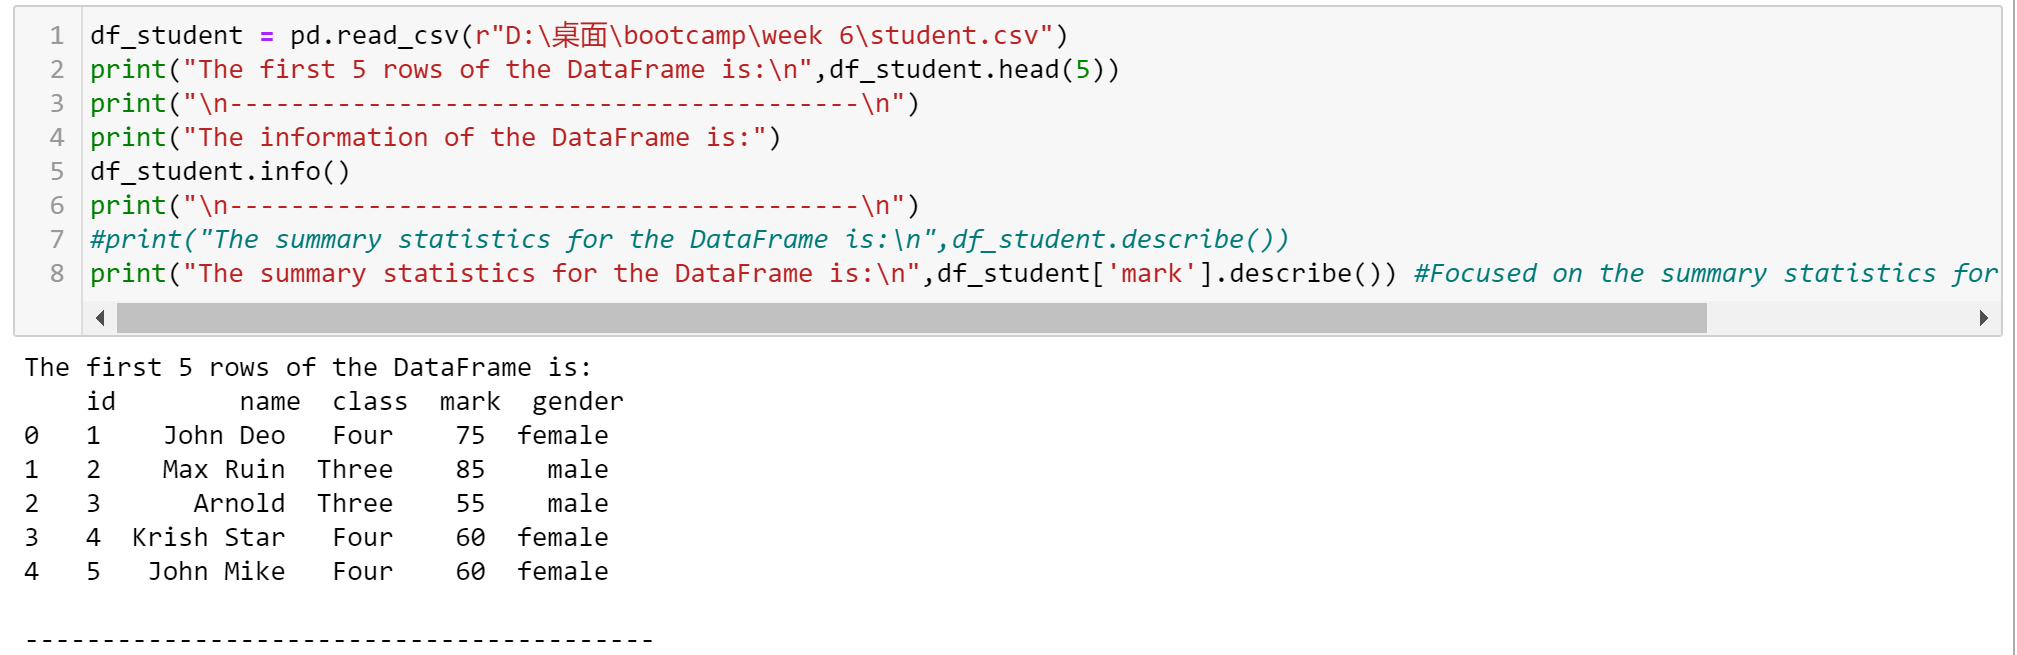 1 df_student = pd.read_csv(r"D:\桌面\bootcamp\week 6\student.csv")
2 print("The first 5 rows of the DataFrame is:\n",df_student.head(5))
3 print("\n-----------------------------------------\n")
4 print("The information of the DataFrame is:")
5 df_student.info()
6 print("\n-----------------------------------------\n")
7 #print("The summary statistics for the DataFrame is:\n",df_student.describe())
8 print("The summary statistics for the DataFrame is:\n",df_student['mark'].describe()) #Focused on the summary statistics for
The first 5 rows of the DataFrame is:
    id        name  class  mark  gender
0   1    John Deo   Four    75  female
1   2    Max Ruin  Three    85    male
2   3      Arnold  Three    55    male
3   4  Krish Star   Four    60  female
4   5   John Mike   Four    60  female
-----------------------------------------